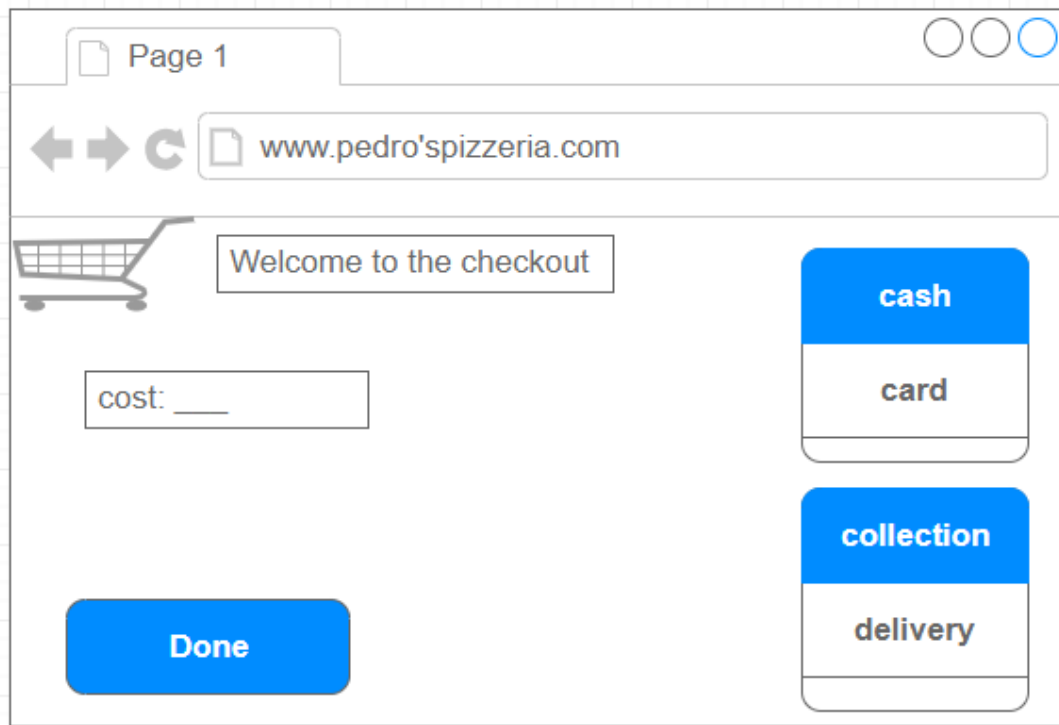 Page 1
www.pedro'spizzeria.com
Welcome to the checkout
cash
card
cost: ___
collection
delivery
Done